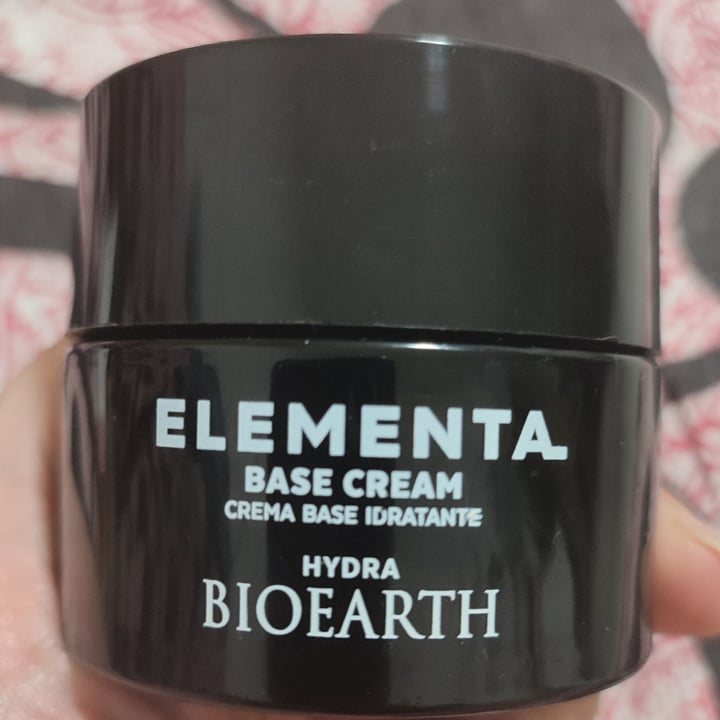 ELEMENTA
BASE CREAM
CREMA BASE IDRATANTE
HYDRA
BIOEARTH